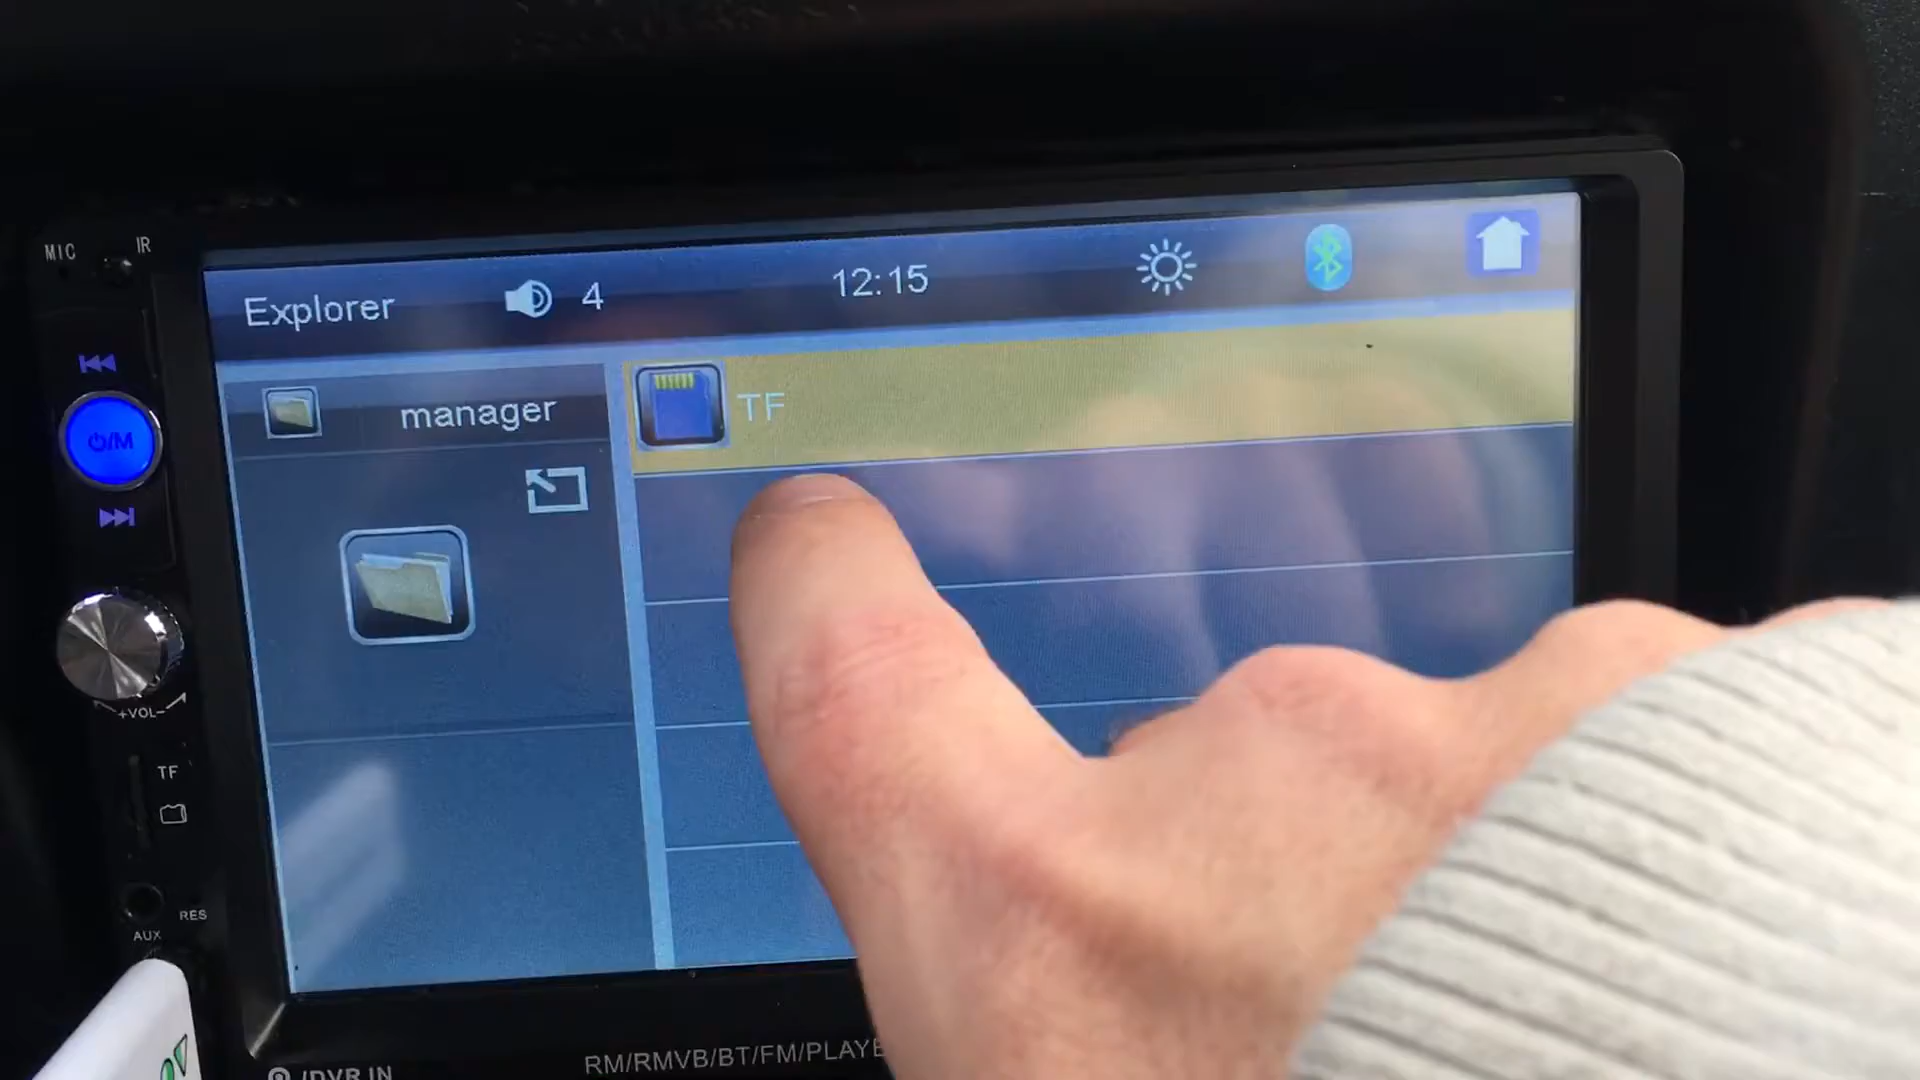 MIC
IR
Explorer
4
12:15
manager
TF
⏻/M
+VOL-
TF
RES
AUX
/DVR IN
RM/RMVB/BT/FM/PLAYE